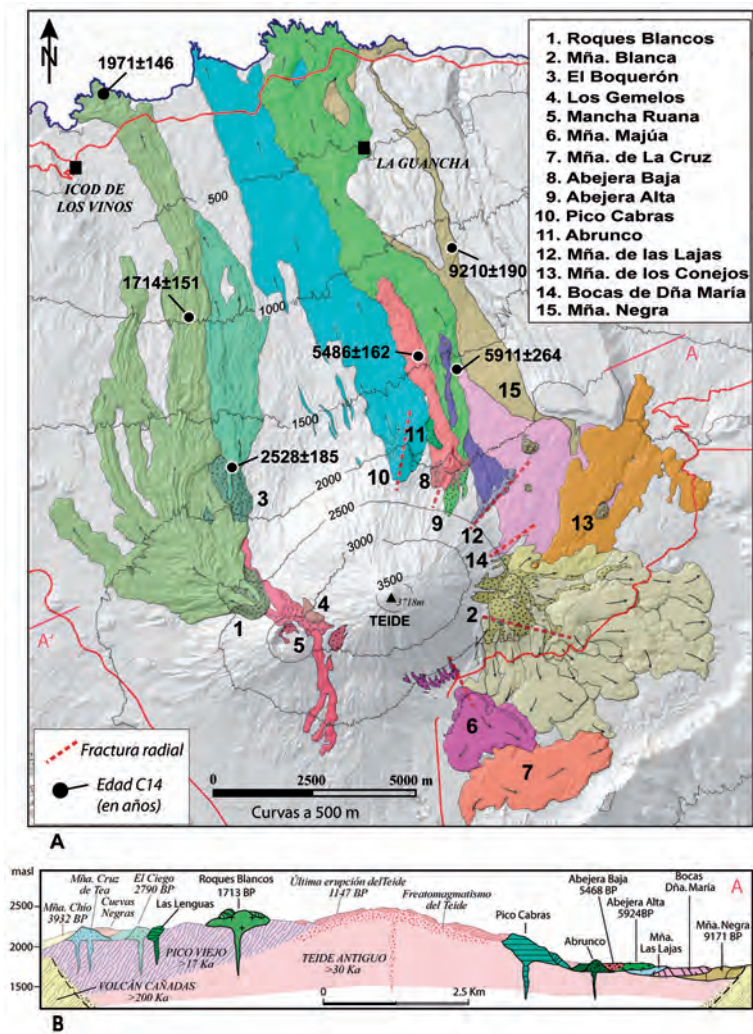 N
1971±146
ICOD DE
LOS VINOS
LA GUANCHA
500
1714±151
9210±190
1000
5486±162
5911±264
A
15
1500
11
2528±185
10
8
2000
3
9
2500
12
13
3000
14
3500
4
3718m
TEIDE
2
1
5
A'
6
7
1. Roques Blancos
2. Mña. Blanca
3. El Boquerón
4. Los Gemelos
5. Mancha Ruana
6. Mña. Majúa
7. Mña. de La Cruz
8. Abejera Baja
9. Abejera Alta
10. Pico Cabras
11. Abrunco
12. Mña. de las Lajas
13. Mña. de los Conejos
14. Bocas de Dña María
15. Mña. Negra
Fractura radial
Edad C14
(en años)
0 2500 5000 m
Curvas a 500 m
A
masl
2500
2000
1500
Mña. Chío
3932 BP
Mña. Cruz
de Tea
Cuevas
Negras
El Ciego
2790 BP
Las Lenguas
Roques Blancos
1713 BP
Última erupción del Teide
1147 BP
Freatomagmatismo
del Teide
Pico Cabras
Abrunco
Abejera Baja
5468 BP
Abejera Alta
5924BP
Mña.
Las Lajas
Bocas
Dña. María
Mña. Negra
9171 BP
A
PICO VIEJO
>17 Ka
TEIDE ANTIGUO
>30 Ka
VOLCÁN CAÑADAS
>200 Ka
0 2.5 Km
B